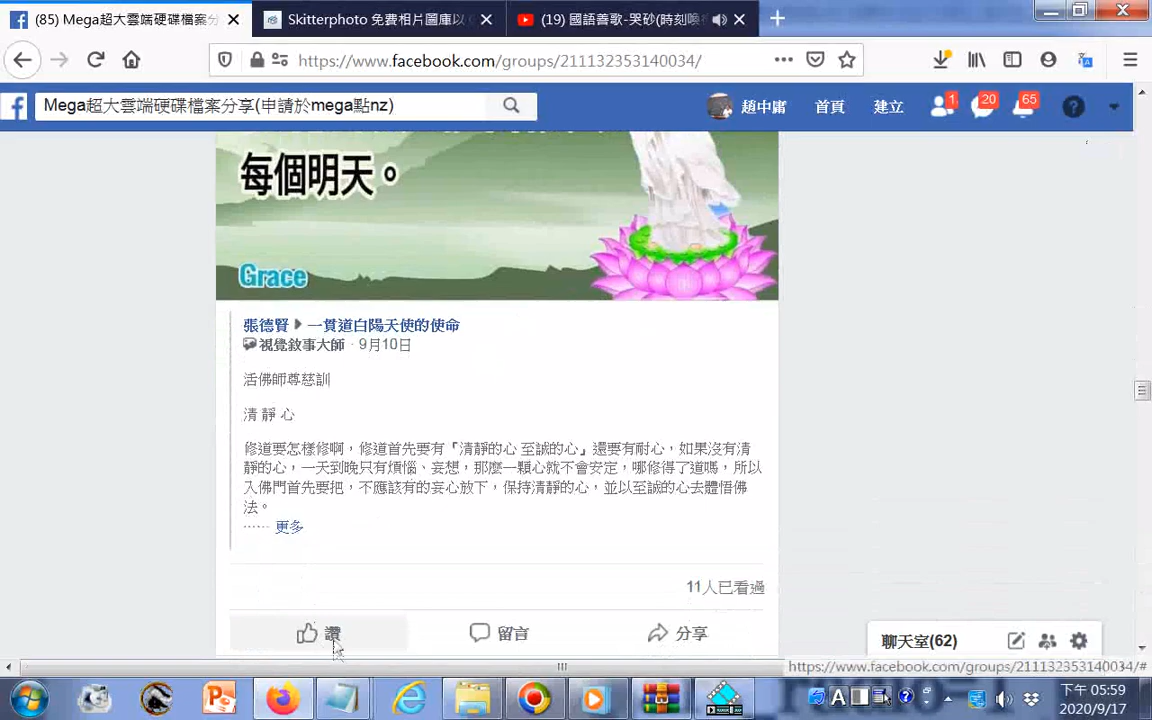 (85) Mega超大雲端硬碟檔案分
Skitterphoto 免費相片圖庫以
(19) 國語善歌-哭砂(時刻喚
https://www.facebook.com/groups/211132353140034/
Mega超大雲端硬碟檔案分享(申請於mega點nz)
趙中庸
首頁
建立
1
20
65
每個明天。
Grace
張德賢 ▶ 一貫道白陽天使的使命
視覺敘事大師 · 9月10日
活佛師尊慈訓
清 靜 心
修道要怎樣修啊，修道首先要有「清靜的心 至誠的心」還要有耐心，如果沒有清
靜的心，一天到晚只有煩惱、妄想，那麼一顆心就不會安定，哪修得了道嗎，所以
入佛門首先要把，不應該有的妄心放下，保持清靜的心，並以至誠的心去體悟佛
法。
…… 更多
11人已看過
讚
留言
分享
聊天室(62)
https://www.facebook.com/groups/211132353140034/#
下午 05:59
2020/9/17